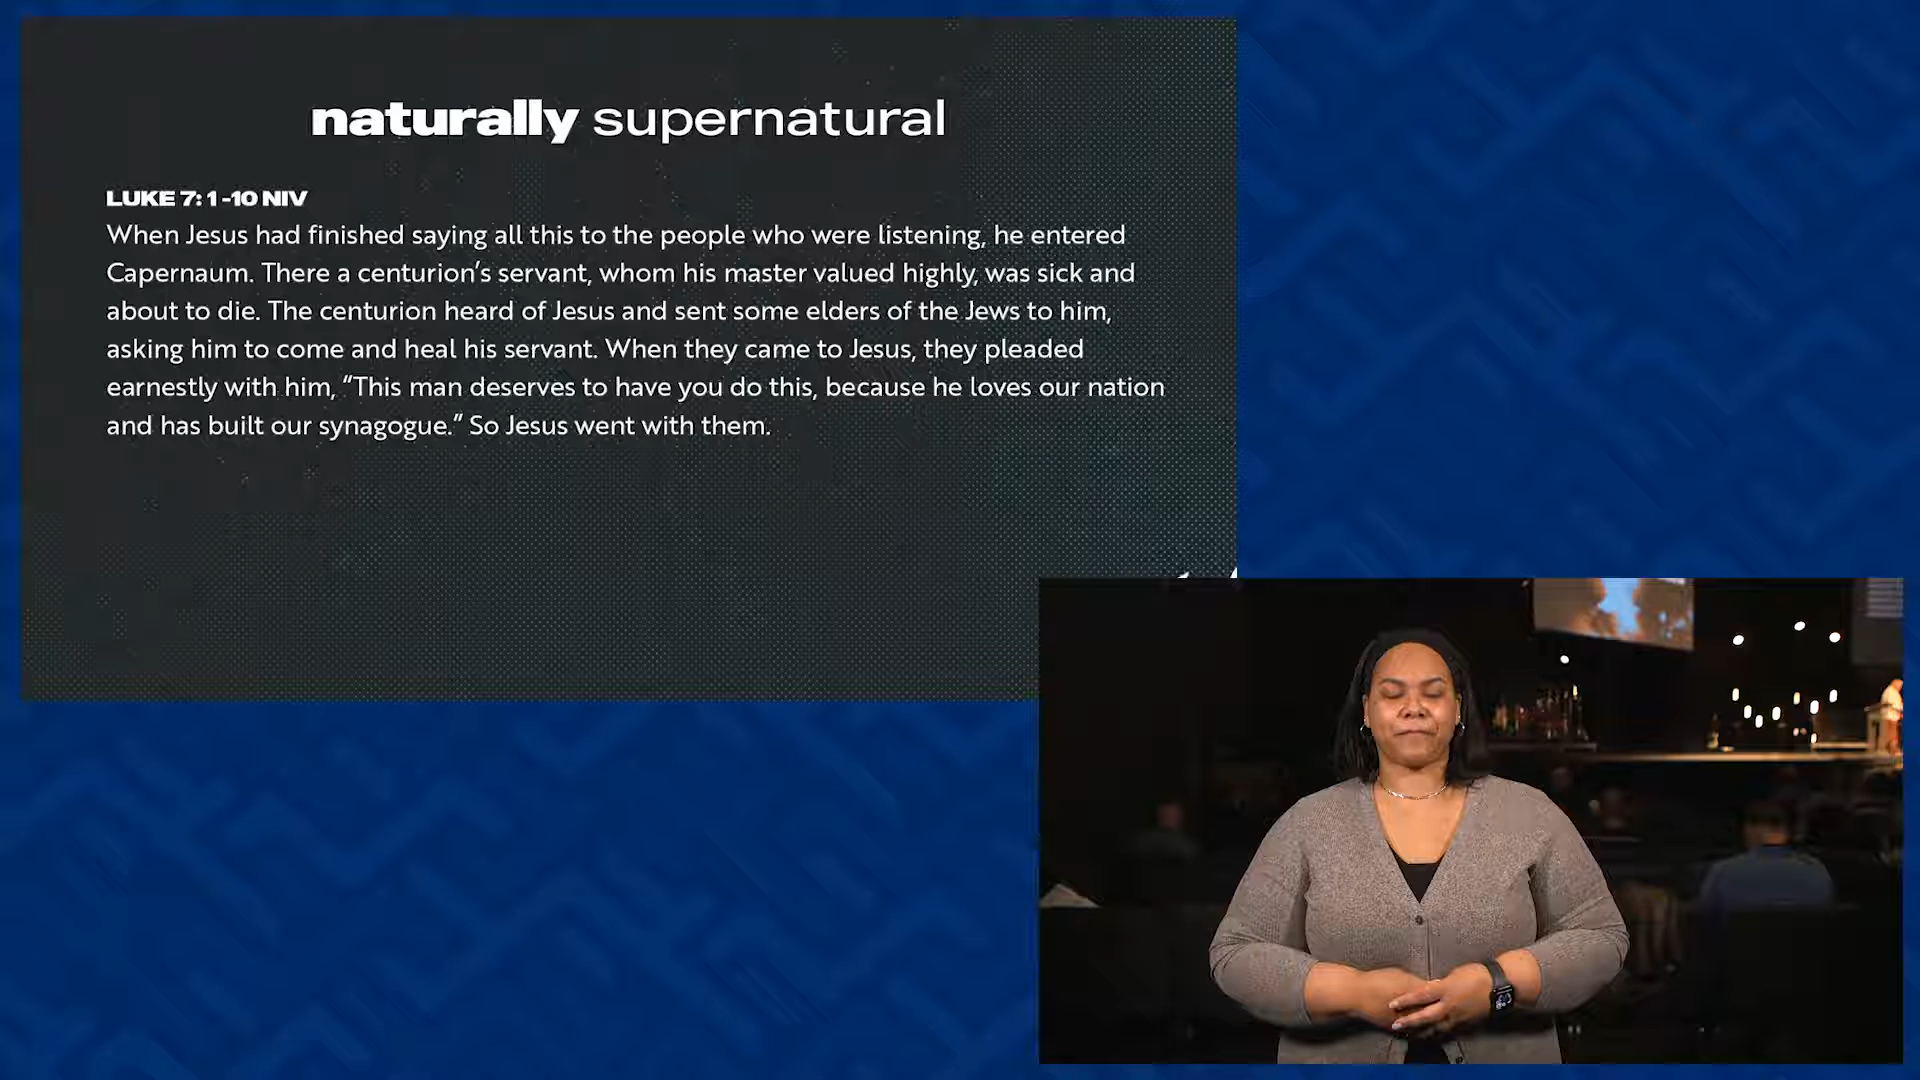 naturally supernatural
LUKE 7: 1-10 NIV
When Jesus had finished saying all this to the people who were listening, he entered
Capernaum. There a centurion’s servant, whom his master valued highly, was sick and
about to die. The centurion heard of Jesus and sent some elders of the Jews to him,
asking him to come and heal his servant. When they came to Jesus, they pleaded
earnestly with him, “This man deserves to have you do this, because he loves our nation
and has built our synagogue.” So Jesus went with them.